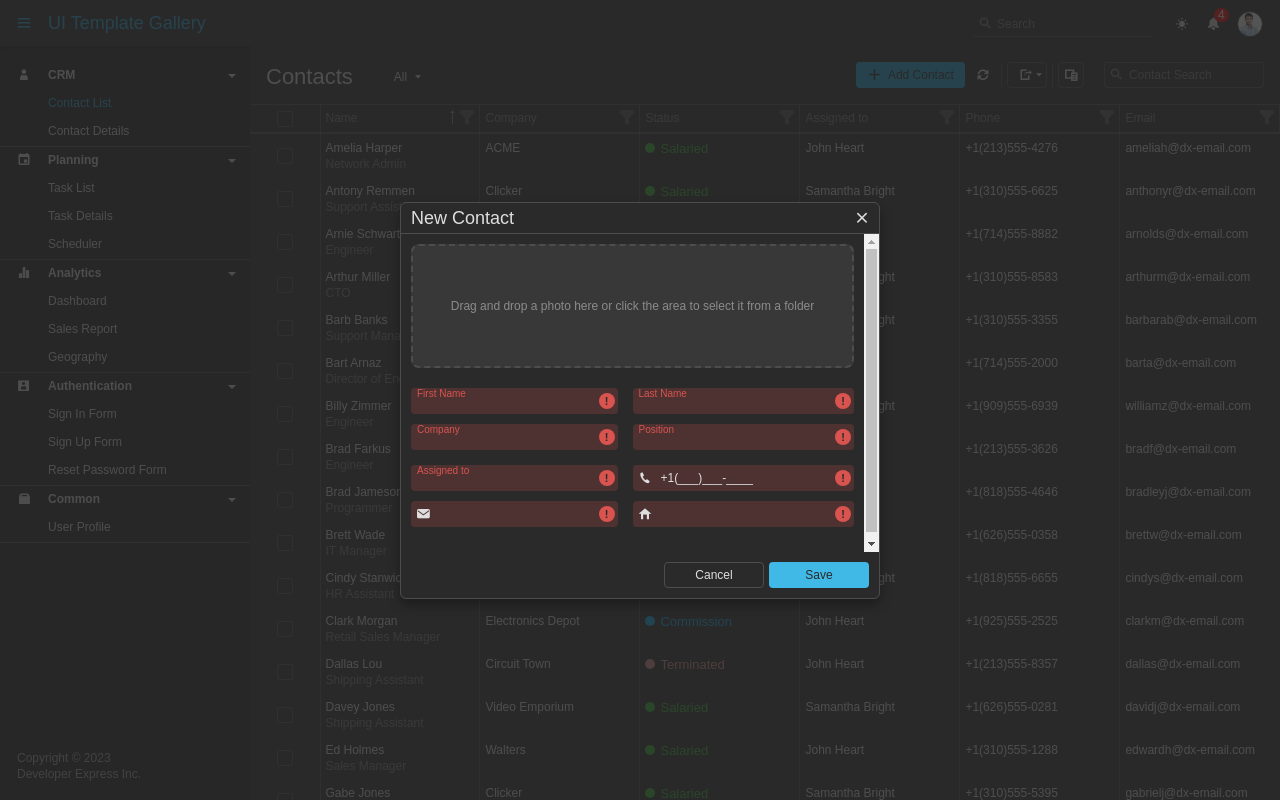 UI Template Gallery
Search
4
CRM
Contact List
Contact Details
Planning
Task List
Task Details
Scheduler
Analytics
Dashboard
Sales Report
Geography
Authentication
Sign In Form
Sign Up Form
Reset Password Form
Common
User Profile
Copyright © 2023
Developer Express Inc.
Contacts
All
Add Contact
Contact Search
Name Company Status Assigned to Phone Email
Amelia Harper ACME Salaried John Heart +1(213)555-4276 ameliah@dx-email.com
Network Admin
Antony Remmen Clicker Salaried Samantha Bright +1(310)555-6625 anthonyr@dx-email.com
Support Assis
Arnie Schwart +1(714)555-8882 arnolds@dx-email.com
Engineer
Arthur Miller ght +1(310)555-8583 arthurm@dx-email.com
CTO
Barb Banks ght +1(310)555-3355 barbarab@dx-email.com
Support Mana
Bart Arnaz +1(714)555-2000 barta@dx-email.com
Director of En
Billy Zimmer ght +1(909)555-6939 williamz@dx-email.com
Engineer
Brad Farkus +1(213)555-3626 bradf@dx-email.com
Engineer
Brad Jameson +1(818)555-4646 bradleyj@dx-email.com
Programmer
Brett Wade +1(626)555-0358 brettw@dx-email.com
IT Manager
Cindy Stanwic ght +1(818)555-6655 cindys@dx-email.com
HR Assistant
Clark Morgan Electronics Depot Commission John Heart +1(925)555-2525 clarkm@dx-email.com
Retail Sales Manager
Dallas Lou Circuit Town Terminated John Heart +1(213)555-8357 dallas@dx-email.com
Shipping Assistant
Davey Jones Video Emporium Salaried Samantha Bright +1(626)555-0281 davidj@dx-email.com
Shipping Assistant
Ed Holmes Walters Salaried John Heart +1(310)555-1288 edwardh@dx-email.com
Sales Manager
Gabe Jones Clicker Salaried Samantha Bright +1(310)555-5395 gabrielj@dx-email.com
New Contact
Drag and drop a photo here or click the area to select it from a folder
First Name
Last Name
Company
Position
Assigned to
+1(___)___-____
Cancel
Save